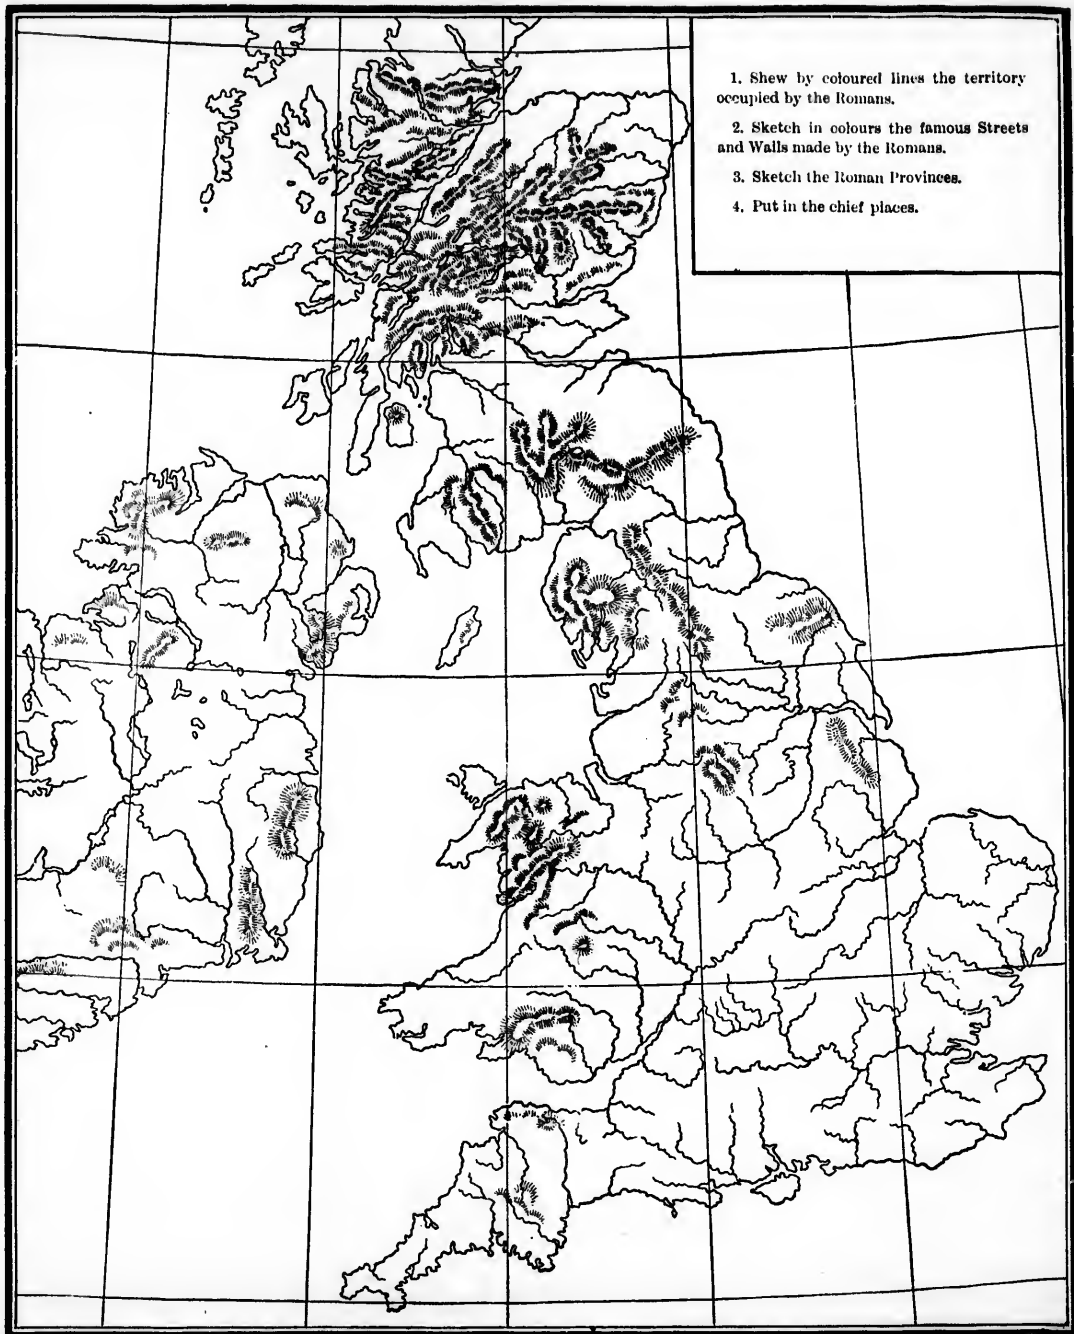 1. Shew by coloured lines the territory
occupied by the Romans.
2. Sketch in colours the famous Streets
and Walls made by the Romans.
3. Sketch the Roman Provinces.
4. Put in the chief places.